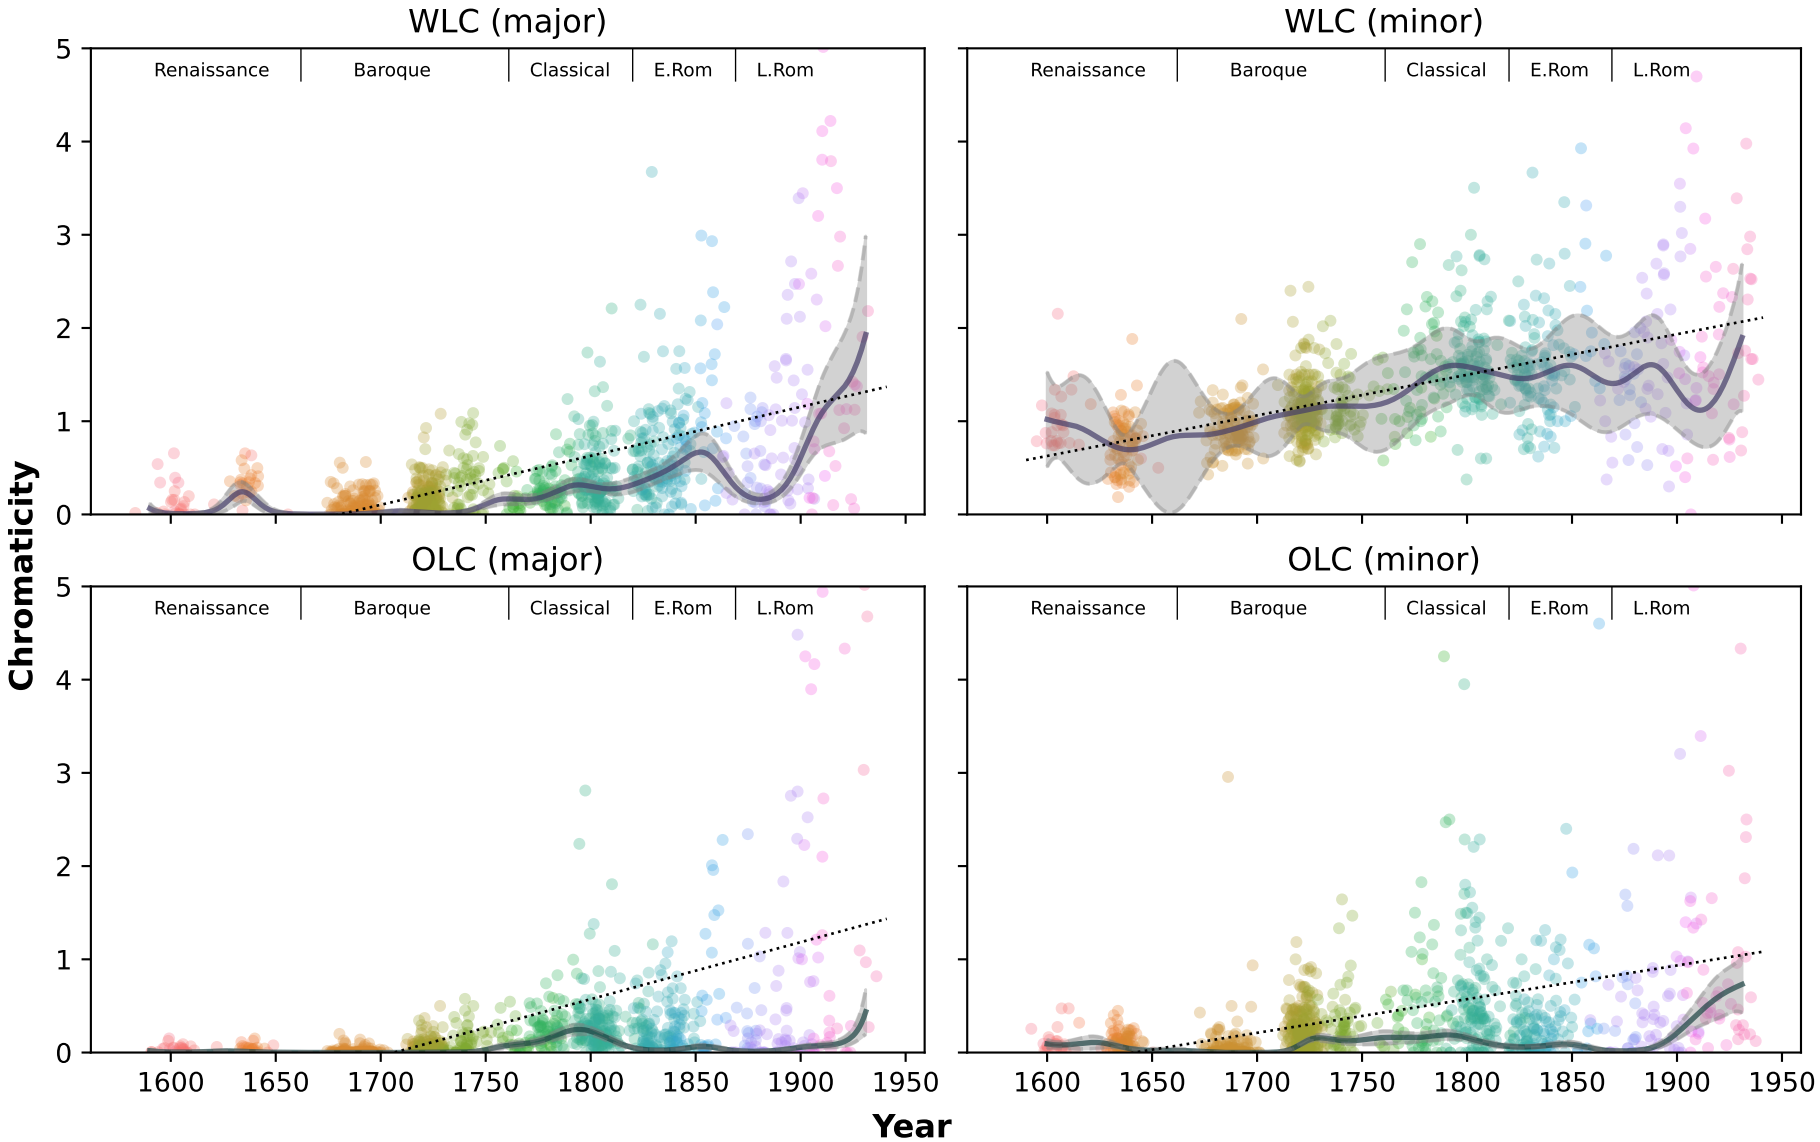 WLC (major)
WLC (minor)
5
Renaissance
Baroque
Classical
E.Rom
L.Rom
Renaissance
Baroque
Classical
E.Rom
L.Rom
4
3
2
1
0
Chromaticity
OLC (major)
OLC (minor)
5
Renaissance
Baroque
Classical
E.Rom
L.Rom
Renaissance
Baroque
Classical
E.Rom
L.Rom
4
3
2
1
0
1600 1650 1700 1750 1800 1850 1900 1950
1600 1650 1700 1750 1800 1850 1900 1950
Year